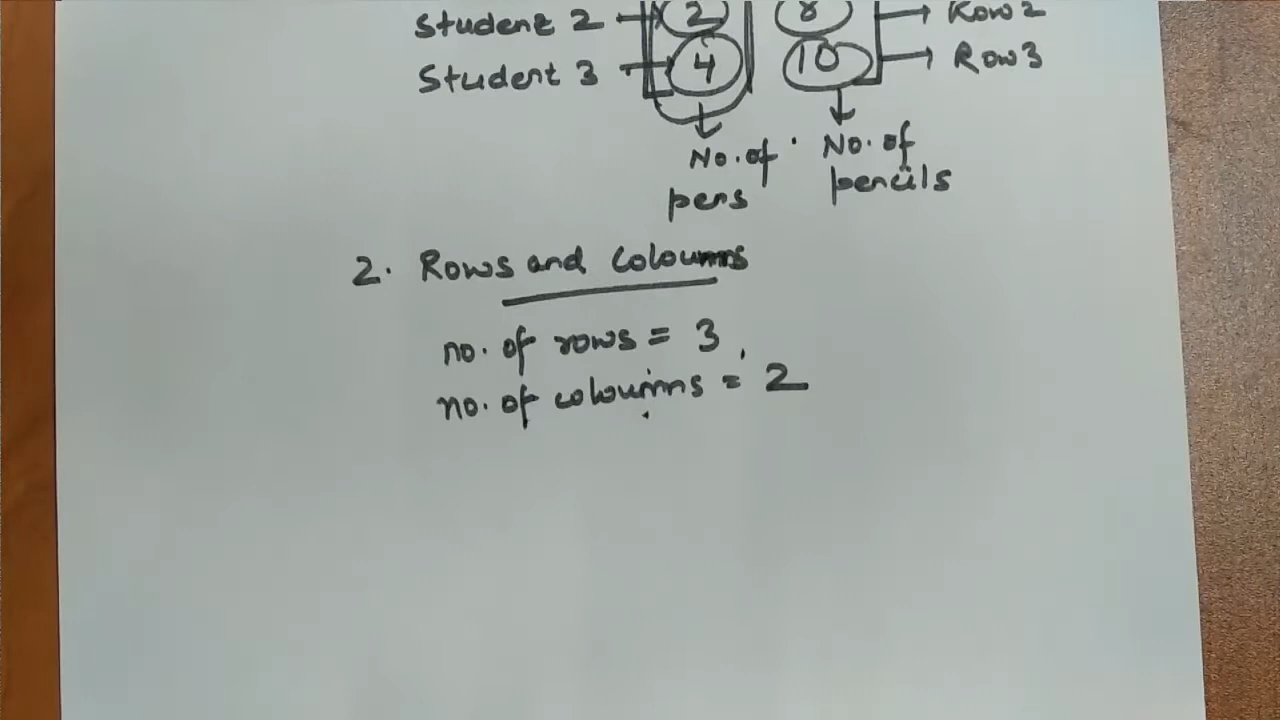 Student 2 2 8 Row 2
Student 3 4 10 Row 3
No. of No. of
pens pencils
2. Rows and Coloumns
no. of rows = 3
no. of coloumns = 2